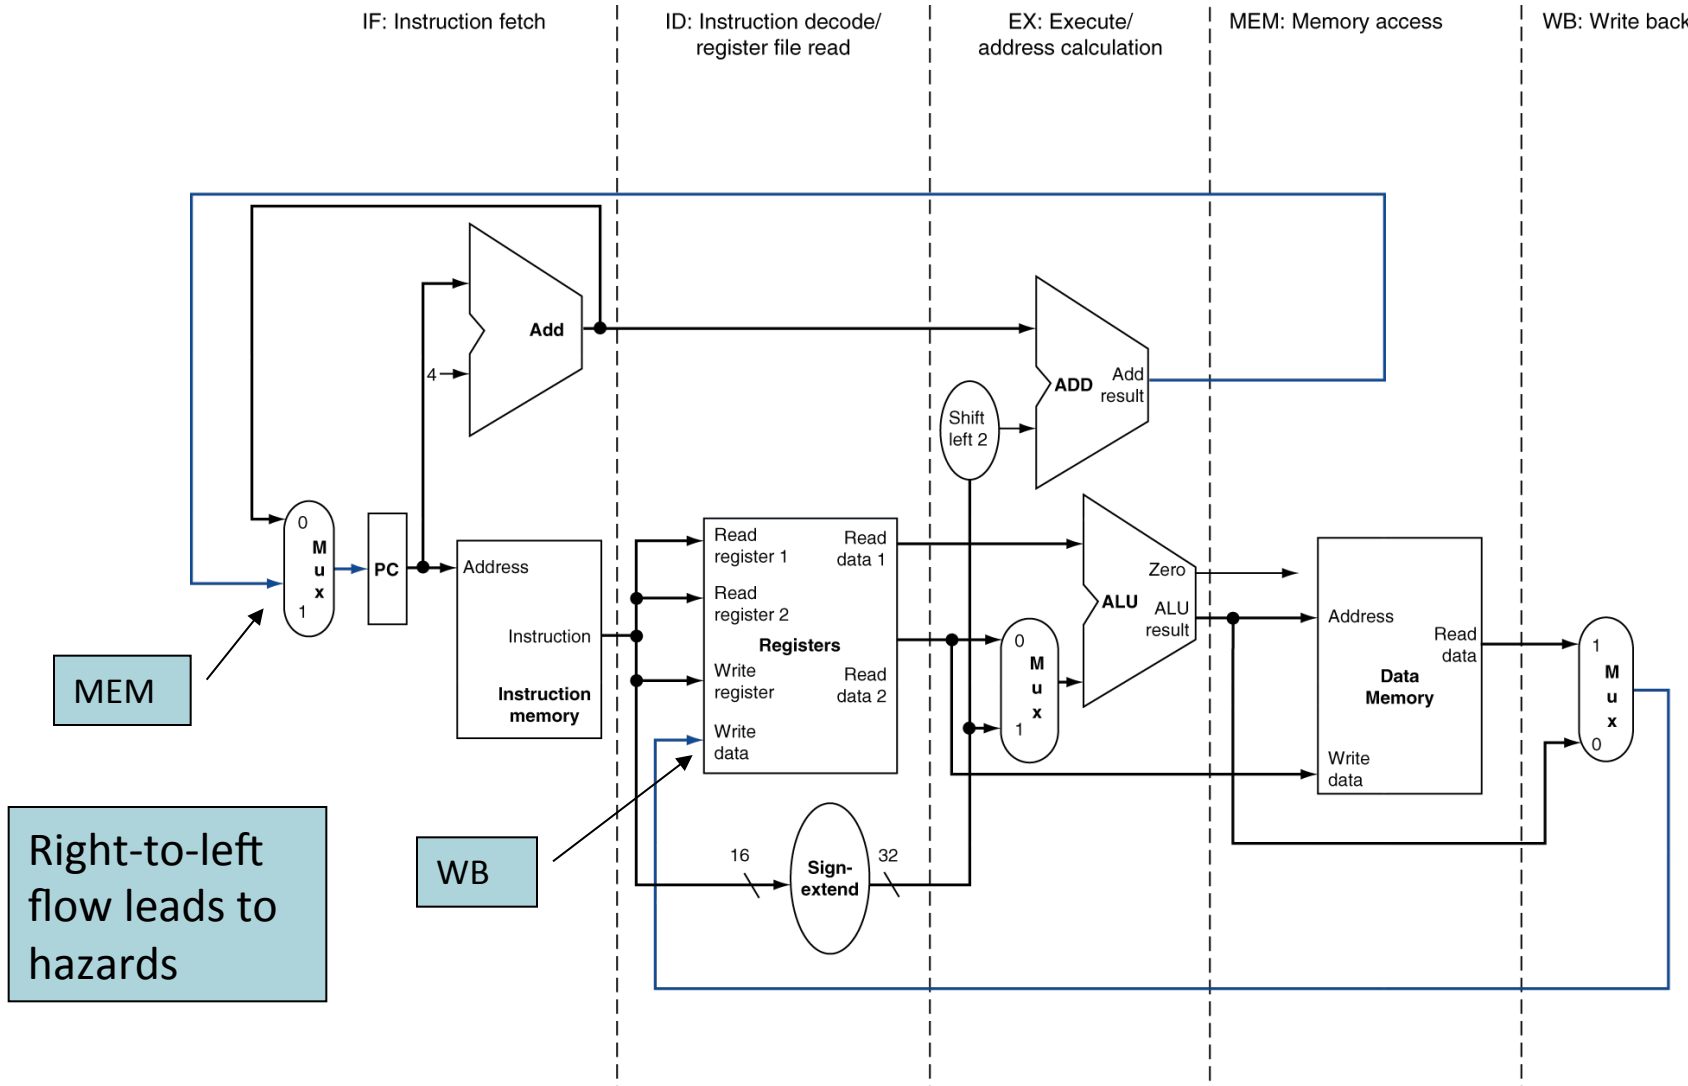 IF: Instruction fetch
ID: Instruction decode/
register file read
EX: Execute/
address calculation
MEM: Memory access
WB: Write back
Add
4
ADD
Add
result
Shift
left 2
0
M
u
x
1
PC
Address
Instruction
Instruction
memory
MEM
Read
register 1
Read
register 2
Write
register
Write
data
Registers
Read
data 1
Read
data 2
0
M
u
x
1
Zero
ALU
ALU
result
Address
Read
data
Data
Memory
Write
data
1
M
u
x
0
16
Sign-
extend
32
WB
Right-to-left
flow leads to
hazards